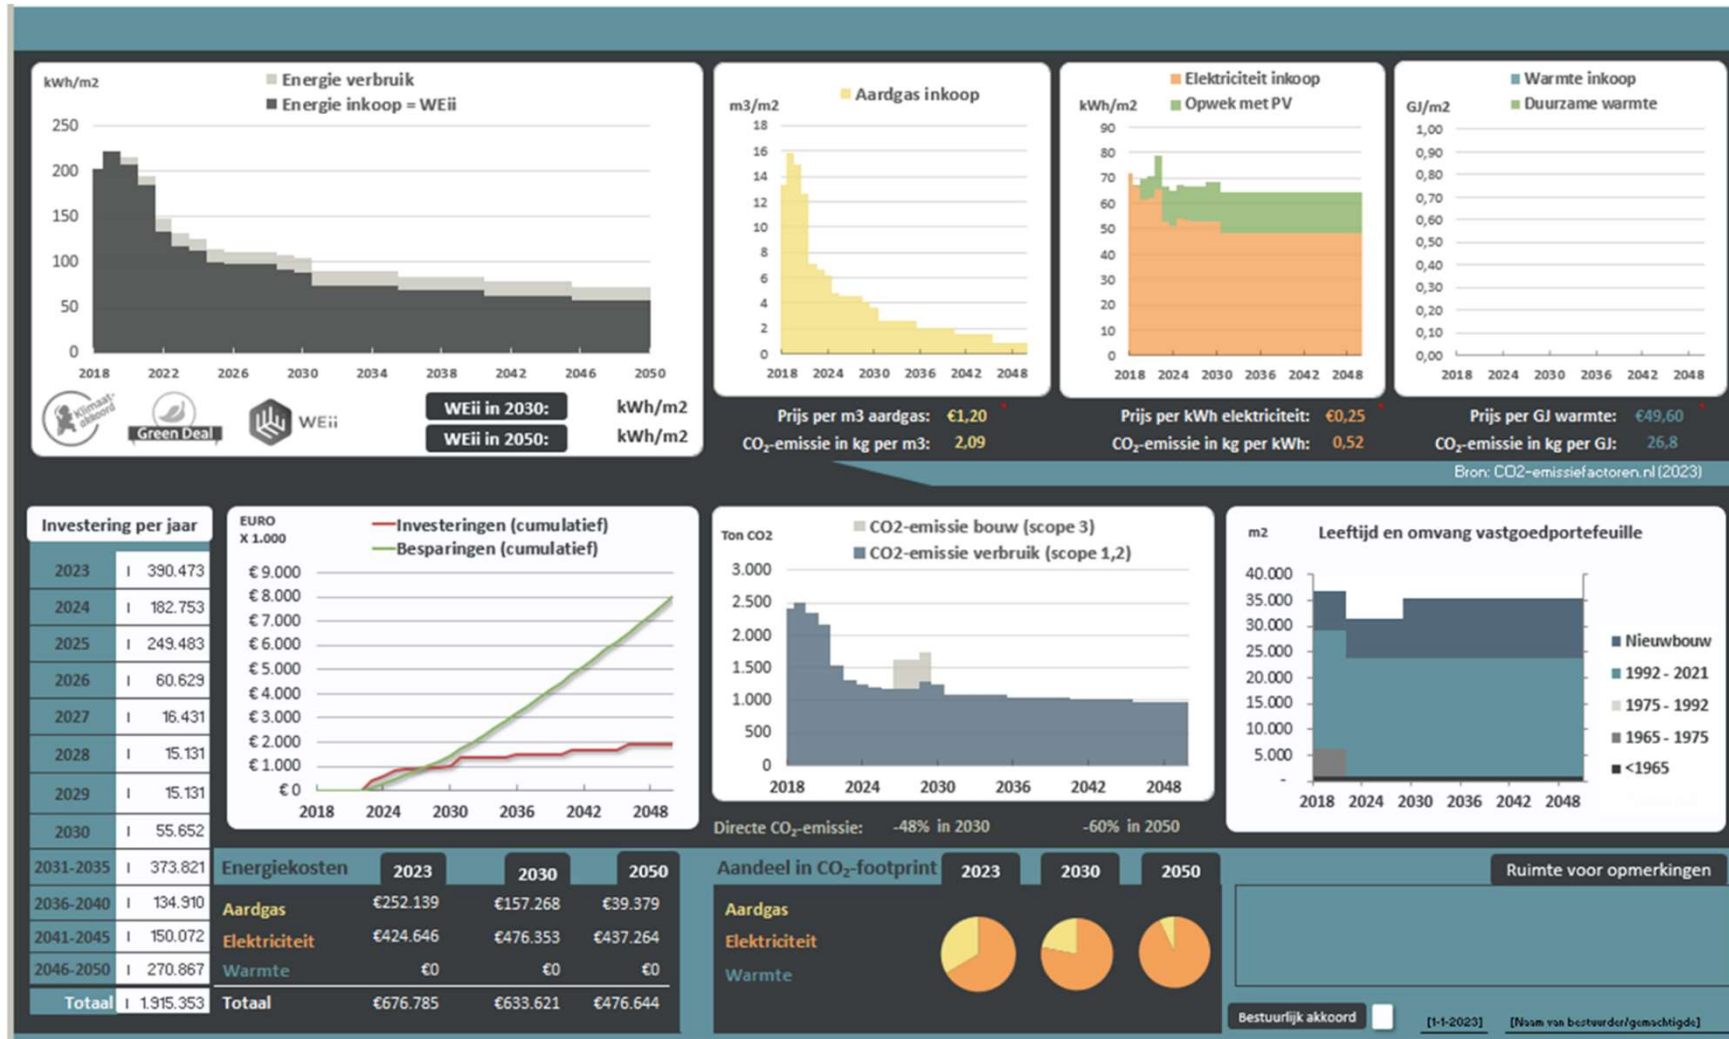 kWh/m2
Energie verbruik
Energie inkoop = WEii
250
200
150
100
50
0
2018 2022 2026 2030 2034 2038 2042 2046 2050
Klimaat-
akkoord
Green Deal
WEii
WEii in 2030: kWh/m2
WEii in 2050: kWh/m2
m3/m2
Aardgas inkoop
18
16
14
12
10
8
6
4
2
0
2018 2024 2030 2036 2042 2048
Prijs per m3 aardgas: €1,20
CO₂-emissie in kg per m3: 2,09
kWh/m2
Elektriciteit inkoop
Opwek met PV
90
80
70
60
50
40
30
20
10
0
2018 2024 2030 2036 2042 2048
Prijs per kWh elektriciteit: €0,25
CO₂-emissie in kg per kWh: 0,52
GJ/m2
Warmte inkoop
Duurzame warmte
1,00
0,90
0,80
0,70
0,60
0,50
0,40
0,30
0,20
0,10
0,00
2018 2024 2030 2036 2042 2048
Prijs per GJ warmte: €49,60
CO₂-emissie in kg per GJ: 26,8
Bron: CO2-emissiefactoren.nl (2023)
Investering per jaar
2023 I 390.473
2024 I 182.753
2025 I 249.483
2026 I 60.629
2027 I 16.431
2028 I 15.131
2029 I 15.131
2030 I 55.652
2031-2035 I 373.821
2036-2040 I 134.910
2041-2045 I 150.072
2046-2050 I 270.867
Totaal I 1.915.353
EURO
X 1.000
Investeringen (cumulatief)
Besparingen (cumulatief)
€ 9.000
€ 8.000
€ 7.000
€ 6.000
€ 5.000
€ 4.000
€ 3.000
€ 2.000
€ 1.000
€ 0
2018 2024 2030 2036 2042 2048
Ton CO2
CO2-emissie bouw (scope 3)
CO2-emissie verbruik (scope 1,2)
3.000
2.500
2.000
1.500
1.000
500
0
2018 2024 2030 2036 2042 2048
Directe CO₂-emissie: -48% in 2030 -60% in 2050
m2
Leeftijd en omvang vastgoedportefeuille
40.000
35.000
30.000
25.000
20.000
15.000
10.000
5.000
-
2018 2024 2030 2036 2042 2048
Nieuwbouw
1992 - 2021
1975 - 1992
1965 - 1975
<1965
Energiekosten 2023 2030 2050
Aardgas €252.139 €157.268 €39.379
Elektriciteit €424.646 €476.353 €437.264
Warmte €0 €0 €0
Totaal €676.785 €633.621 €476.644
Aandeel in CO₂-footprint 2023 2030 2050
Aardgas
Elektriciteit
Warmte
Ruimte voor opmerkingen
Bestuurlijk akkoord
[1-1-2023] [Naam van bestuurder/gemachtigde]